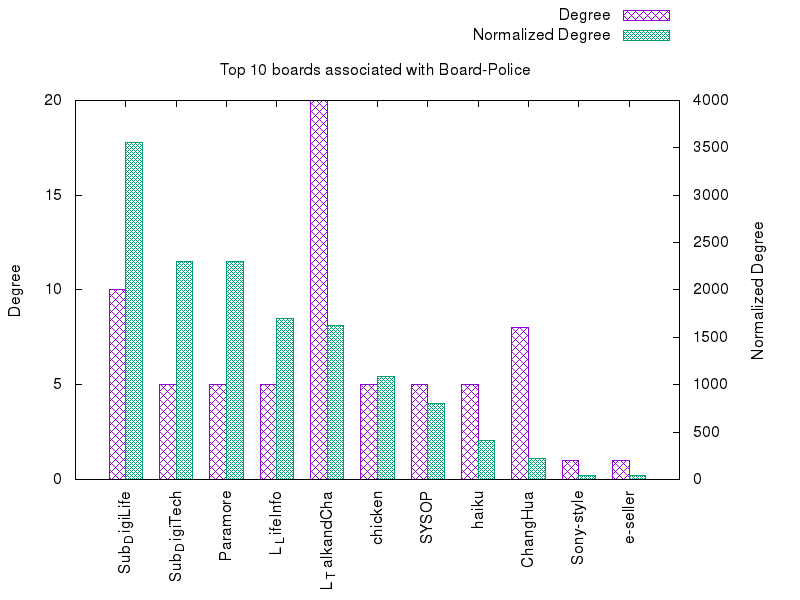 Degree
Normalized Degree
Top 10 boards associated with Board-Police
20
15
10
5
0
Degree
4000
3500
3000
2500
2000
1500
1000
500
0
Normalized Degree
SubDigiLife
SubDigiTech
Paramore
LLifeInfo
LTalkandCha
chicken
SYSOP
haiku
ChangHua
Sony-style
e-seller